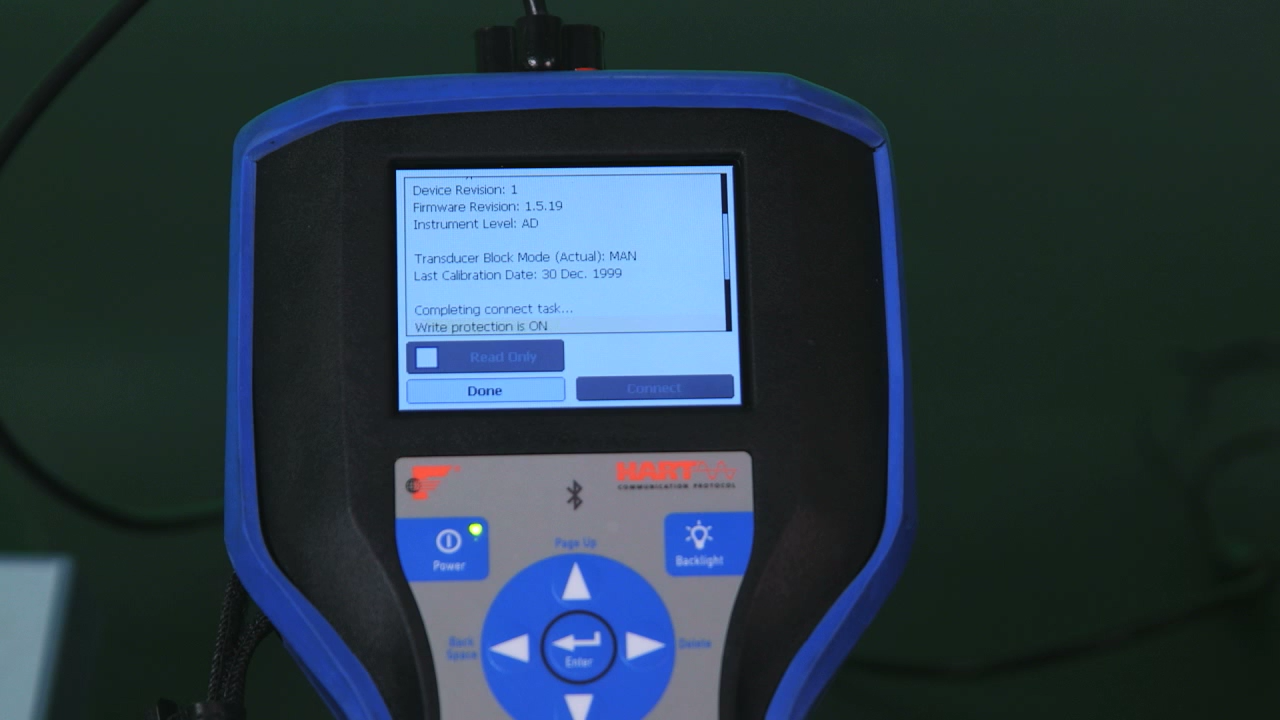 Device Revision: 1
Firmware Revision: 1.5.19
Instrument Level: AD
Transducer Block Mode (Actual): MAN
Last Calibration Date: 30 Dec. 1999
Completing connect task...
Write protection is ON
Read Only
Done
Connect
HART
COMMUNICATION PROTOCOL
Power
Page Up
Backlight
Back
Space
Enter
Delete